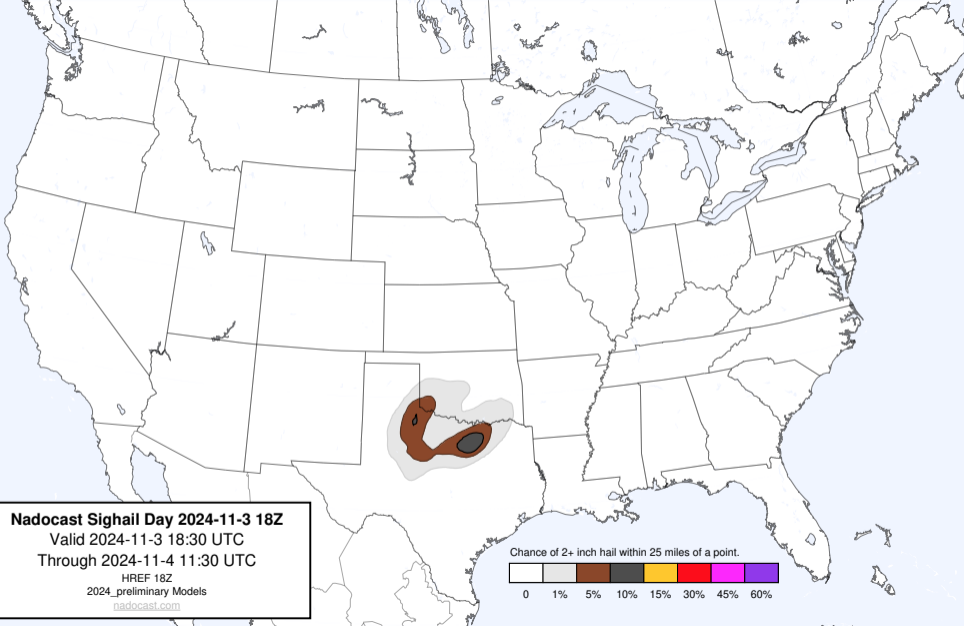 Nadocast Sighail Day 2024-11-3 18Z
Valid 2024-11-3 18:30 UTC
Through 2024-11-4 11:30 UTC
HREF 18Z
2024_preliminary Models
nadocast.com
Chance of 2+ inch hail within 25 miles of a point.
0 1% 5% 10% 15% 30% 45% 60%